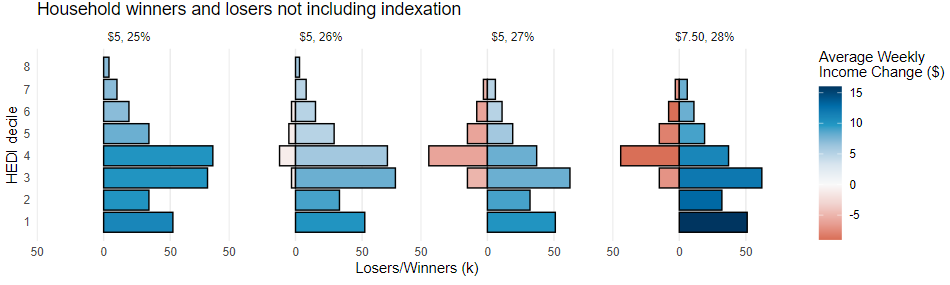 Household winners and losers not including indexation
$5, 25%
$5, 26%
$5, 27%
$7.50, 28%
HEDI decile
8
7
6
5
4
3
2
1
50 0 50 50 0 50 50 0 50 50 0 50
Losers/Winners (k)
Average Weekly
Income Change ($)
15
10
5
0
-5